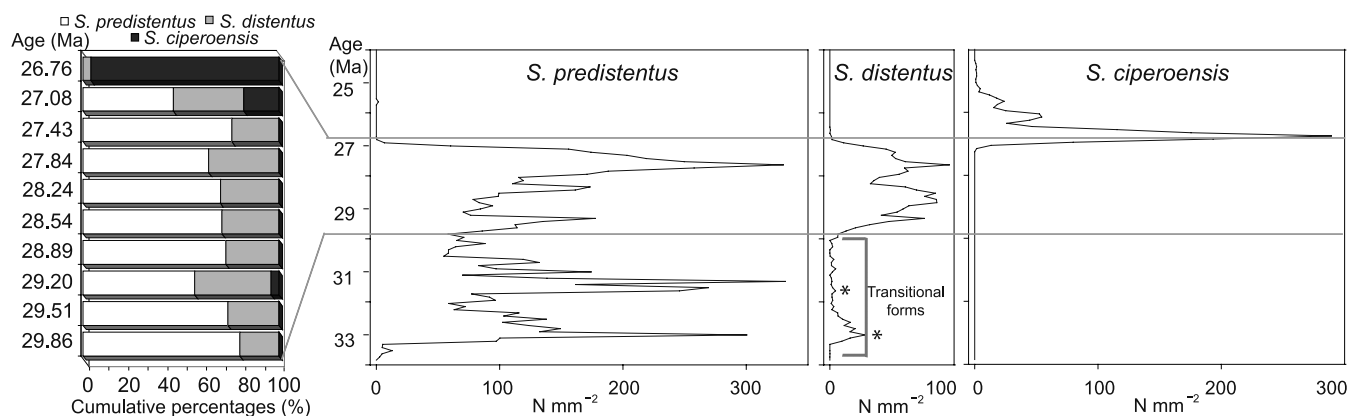 S. predistentus S. distentus
S. ciperoensis
Age (Ma)
26.76
27.08
27.43
27.84
28.24
28.54
28.89
29.20
29.51
29.86
0 20 40 60 80 100
Cumulative percentages (%)
Age
(Ma)
25
27
29
31
33
S. predistentus
0 100 200 300
N mm⁻²
S. distentus
*
Transitional
forms
*
0 100
N mm⁻²
S. ciperoensis
0 100 200 300
N mm⁻²